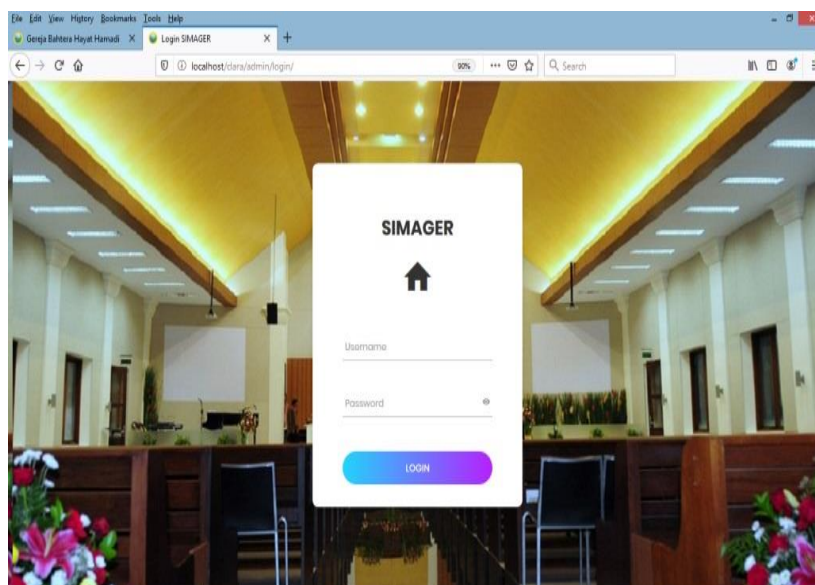 File Edit View History Bookmarks Tools Help
Gereja Bahtera Hayat Hamadi X Login SIMAGER X +
localhost/clara/admin/login/ 90% ... Search
SIMAGER
Username
Password
LOGIN